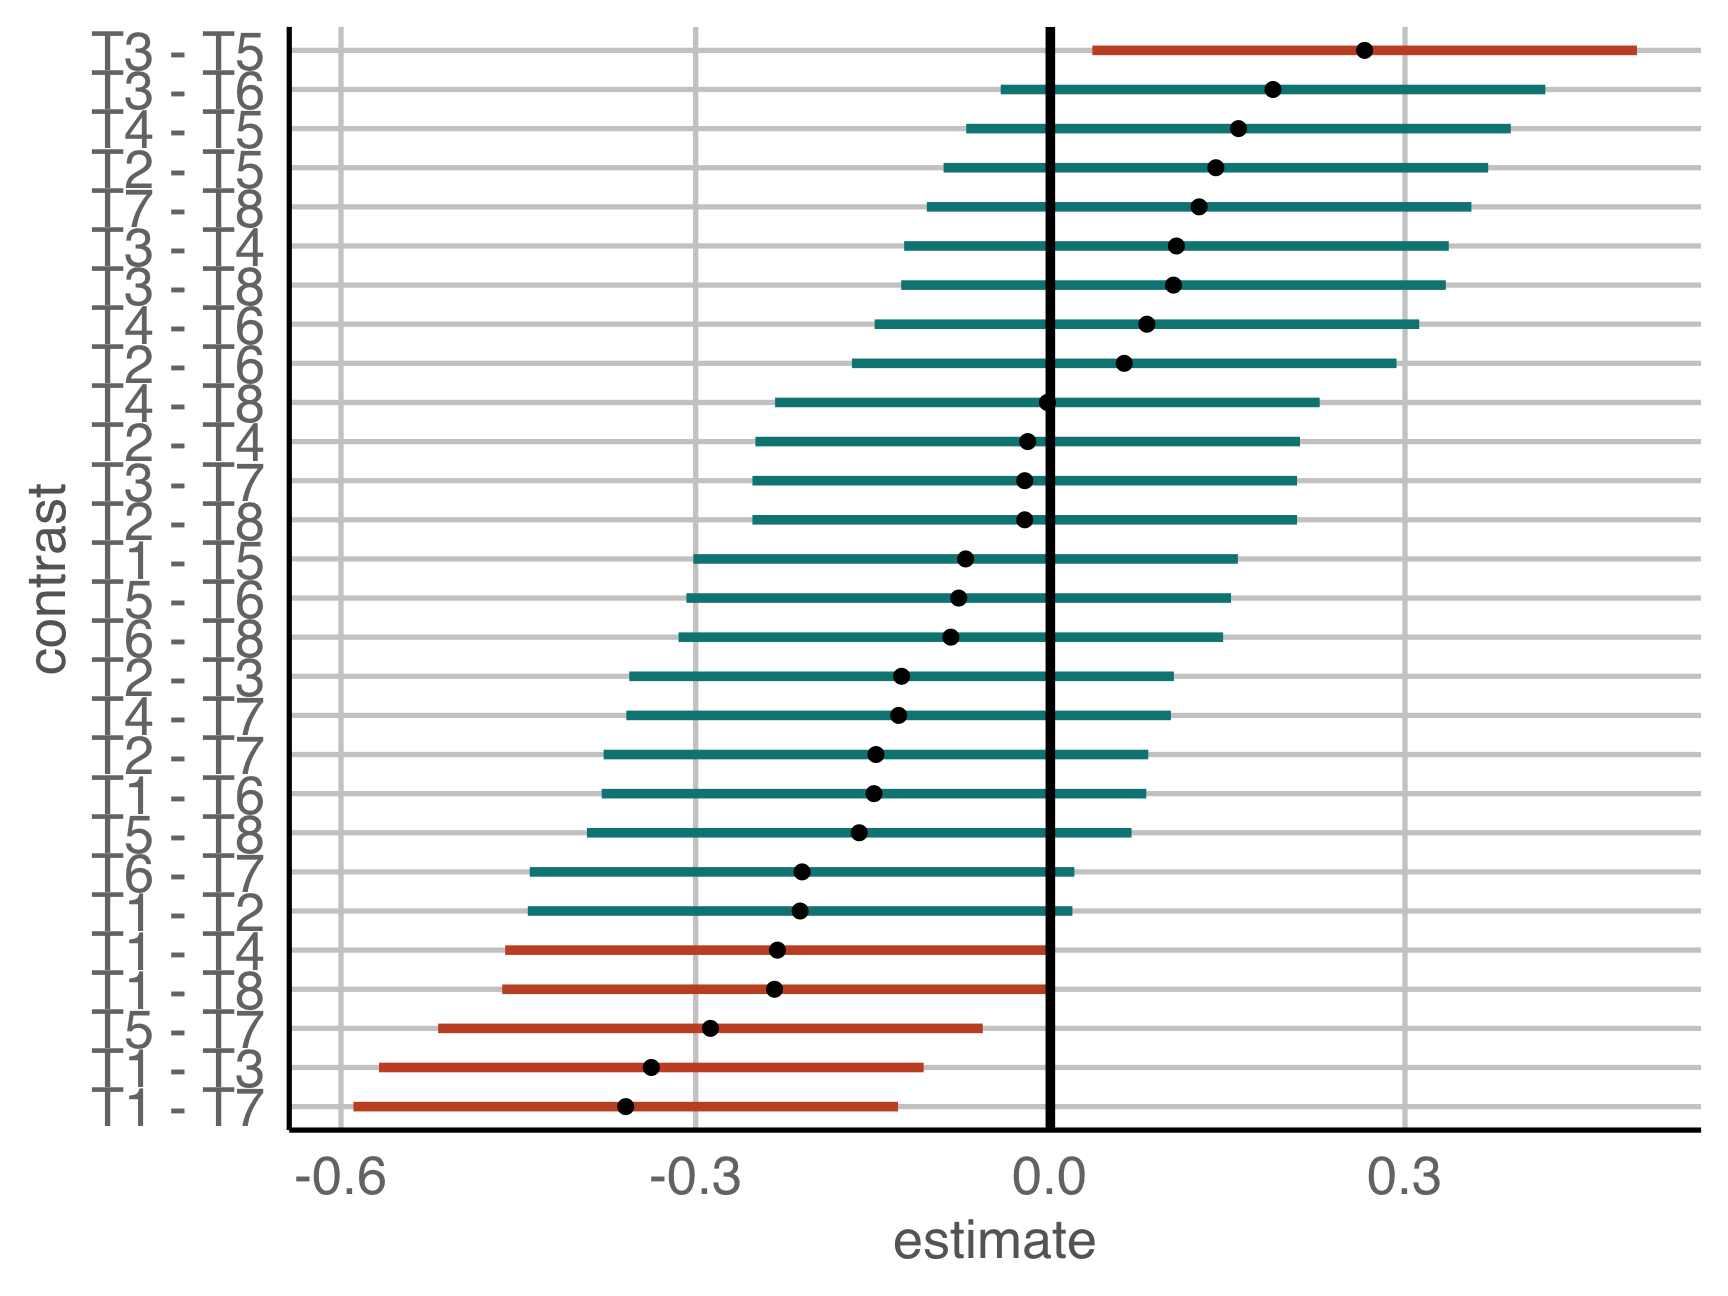 T3 - T5
T3 - T6
T4 - T5
T2 - T5
T7 - T8
T3 - T4
T3 - T8
T4 - T6
T2 - T6
T4 - T8
T2 - T4
T3 - T7
T2 - T8
T1 - T5
T5 - T6
T6 - T8
T2 - T3
T4 - T7
T2 - T7
T1 - T6
T5 - T8
T6 - T7
T1 - T2
T1 - T4
T1 - T8
T5 - T7
T1 - T3
T1 - T7
contrast
-0.6 -0.3 0.0 0.3
estimate